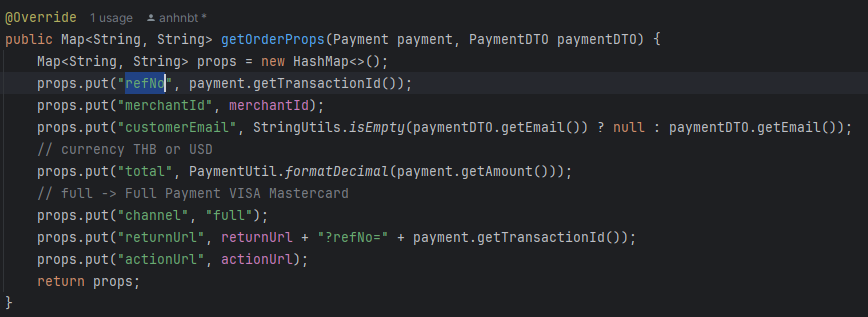 @Override 1 usage anhnbt *
public Map<String, String> getOrderProps(Payment payment, PaymentDTO paymentDTO) {
Map<String, String> props = new HashMap<>();
props.put("refNo", payment.getTransactionId());
props.put("merchantId", merchantId);
props.put("customerEmail", StringUtils.isEmpty(paymentDTO.getEmail()) ? null : paymentDTO.getEmail());
// currency THB or USD
props.put("total", PaymentUtil.formatDecimal(payment.getAmount()));
// full -> Full Payment VISA Mastercard
props.put("channel", "full");
props.put("returnUrl", returnUrl + "?refNo=" + payment.getTransactionId());
props.put("actionUrl", actionUrl);
return props;
}